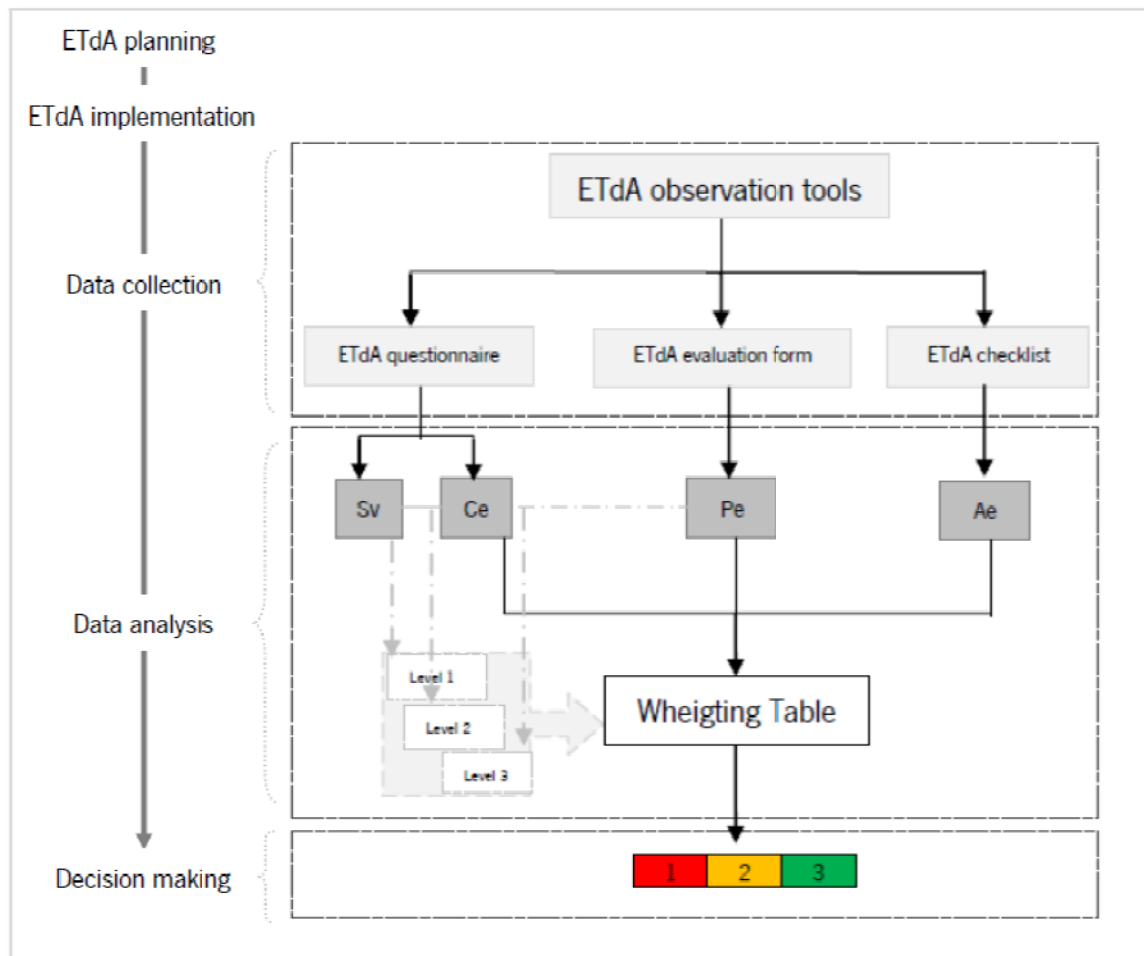 ETdA planning
ETdA implementation
ETdA observation tools
Data collection
ETdA questionnaire
ETdA evaluation form
ETdA checklist
Sv
Ce
Pe
Ae
Data analysis
Level 1
Level 2
Level 3
Wheigting Table
Decision making
1
2
3